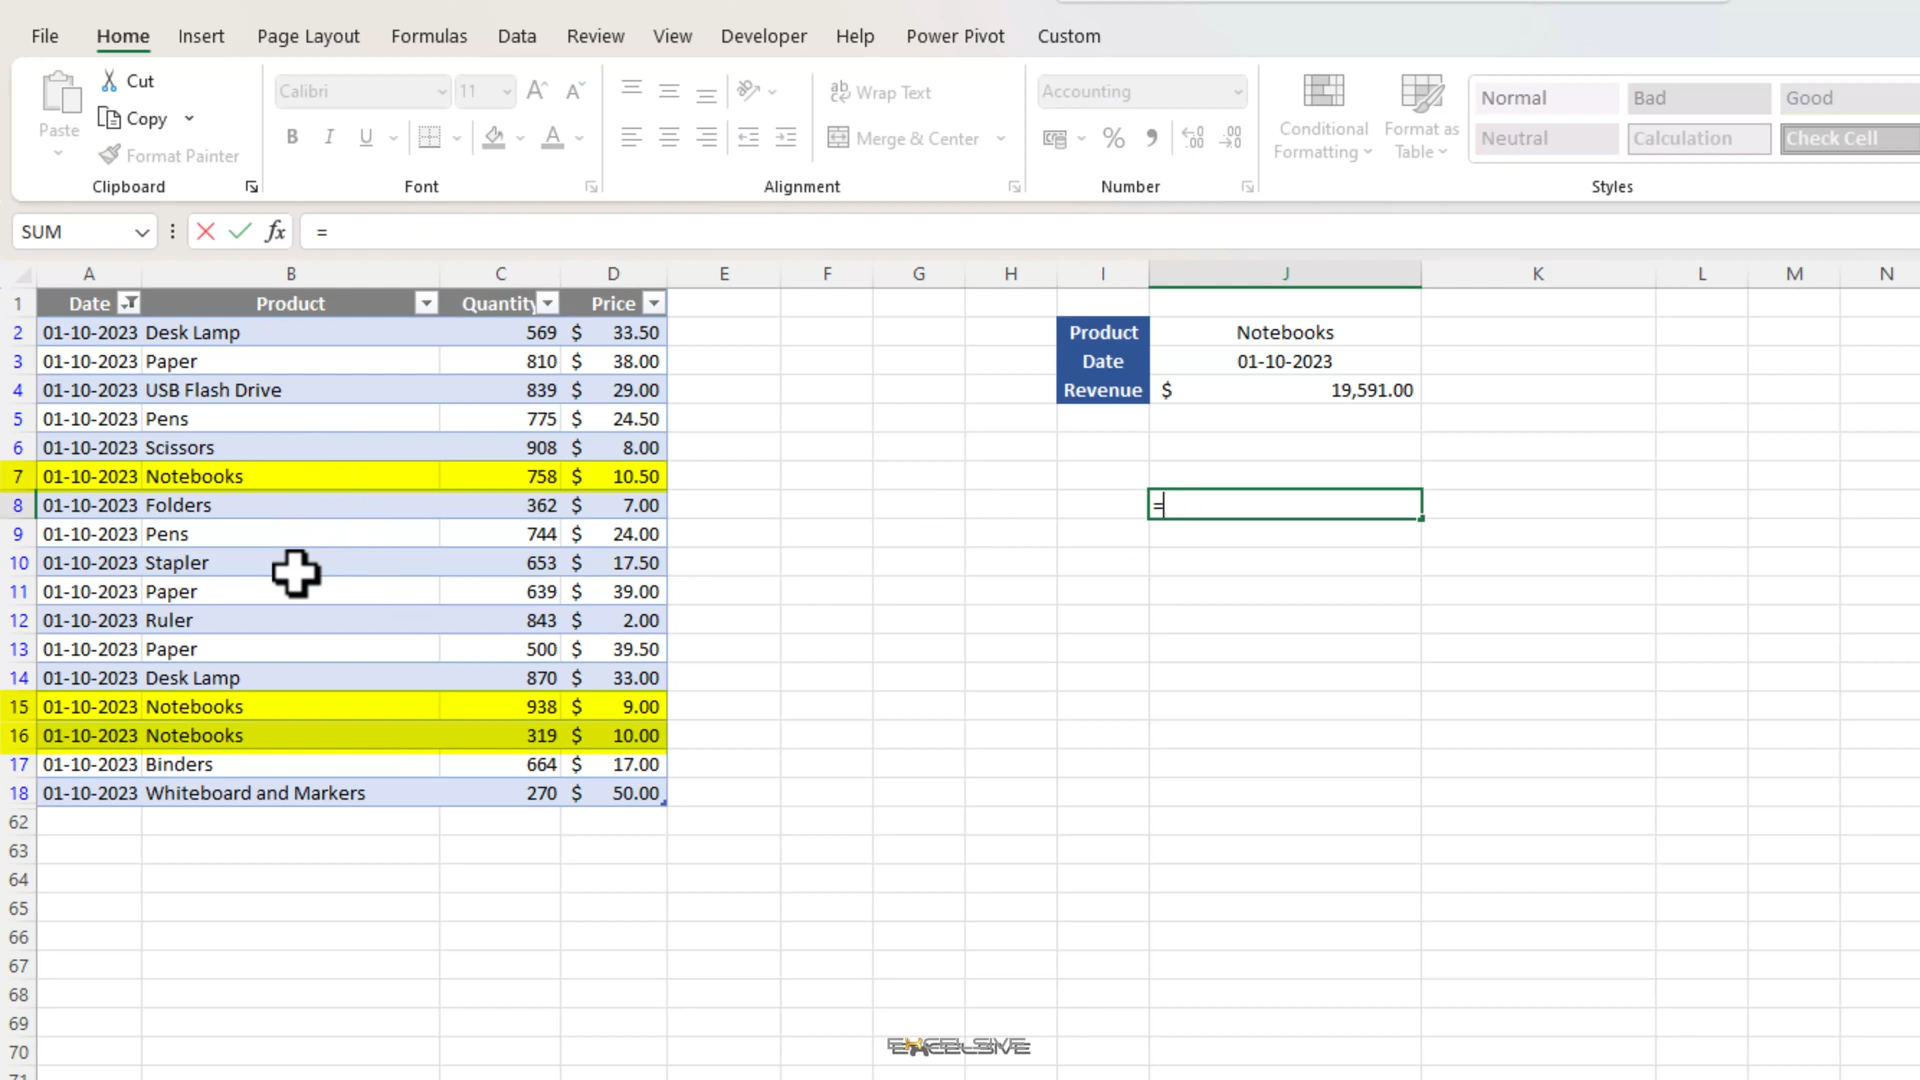 File Home Insert Page Layout Formulas Data Review View Developer Help Power Pivot Custom
Paste Cut Copy Format Painter
Clipboard
Calibri 11
B I U
Font
Wrap Text
Merge & Center
Alignment
Accounting
% 9
Number
Conditional Formatting
Format as Table
Normal Bad Good
Neutral Calculation Check Cell
Styles
SUM fx =
A B C D E F G H I J K L M N
1 Date Product Quantity Price
2 01-10-2023 Desk Lamp 569 $ 33.50 Product Notebooks
3 01-10-2023 Paper 810 $ 38.00 Date 01-10-2023
4 01-10-2023 USB Flash Drive 839 $ 29.00 Revenue $ 19,591.00
5 01-10-2023 Pens 775 $ 24.50
6 01-10-2023 Scissors 908 $ 8.00
7 01-10-2023 Notebooks 758 $ 10.50
8 01-10-2023 Folders 362 $ 7.00 =
9 01-10-2023 Pens 744 $ 24.00
10 01-10-2023 Stapler 653 $ 17.50
11 01-10-2023 Paper 639 $ 39.00
12 01-10-2023 Ruler 843 $ 2.00
13 01-10-2023 Paper 500 $ 39.50
14 01-10-2023 Desk Lamp 870 $ 33.00
15 01-10-2023 Notebooks 938 $ 9.00
16 01-10-2023 Notebooks 319 $ 10.00
17 01-10-2023 Binders 664 $ 17.00
18 01-10-2023 Whiteboard and Markers 270 $ 50.00
62
63
64
65
66
67
68
69
70
71
EXCELSIVE